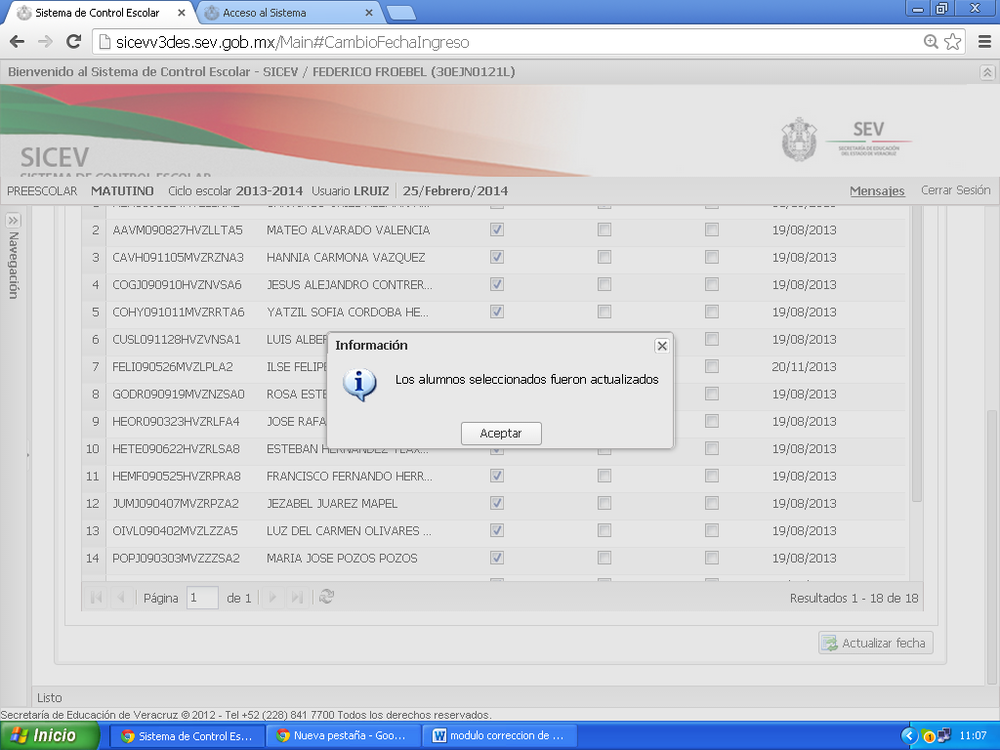 Sistema de Control Escolar
Acceso al Sistema
sicevv3des.sev.gob.mx/Main#CambioFechaIngreso
Bienvenido al Sistema de Control Escolar - SICEV / FEDERICO FROEBEL (30EJN0121L)
SICEV
SISTEMA DE CONTROL ESCOLAR
SEV
SECRETARÍA DE EDUCACIÓN
DEL ESTADO DE VERACRUZ
PREESCOLAR MATUTINO Ciclo escolar 2013-2014 Usuario LRUIZ 25/Febrero/2014 Mensajes Cerrar Sesión
Navegación
2 AAVM090827HVZLLTA5 MATEO ALVARADO VALENCIA 19/08/2013
3 CAVH091105MVZRZNA3 HANNIA CARMONA VAZQUEZ 19/08/2013
4 COGJ090910HVZNVSA6 JESUS ALEJANDRO CONTRER... 19/08/2013
5 COHY091011MVZRRTA6 YATZIL SOFIA CORDOBA HE... 19/08/2013
6 CUSL091128HVZVNSA1 LUIS ALBER 19/08/2013
7 FELI090526MVZLPLA2 ILSE FELIPE 20/11/2013
8 GODR090919MVZNZSA0 ROSA ESTE 19/08/2013
9 HEOR090323HVZRLFA4 JOSE RAFA 19/08/2013
10 HETE090622HVZRLSA8 ESTEBAN HERNANDEZ TLAX... 19/08/2013
11 HEMF090525HVZRPRA8 FRANCISCO FERNANDO HERR... 19/08/2013
12 JUMJ090407MVZRPZA2 JEZABEL JUAREZ MAPEL 19/08/2013
13 OIVL090402MVZLZZA5 LUZ DEL CARMEN OLIVARES ... 19/08/2013
14 POPJ090303MVZZZSA2 MARIA JOSE POZOS POZOS 19/08/2013
Información
Los alumnos seleccionados fueron actualizados
Aceptar
Página 1 de 1 Resultados 1 - 18 de 18
Actualizar fecha
Listo
Secretaría de Educación de Veracruz © 2012 - Tel +52 (228) 841 7700 Todos los derechos reservados.
Inicio Sistema de Control Es... Nueva pestaña - Goo... modulo correccion de ... 11:07